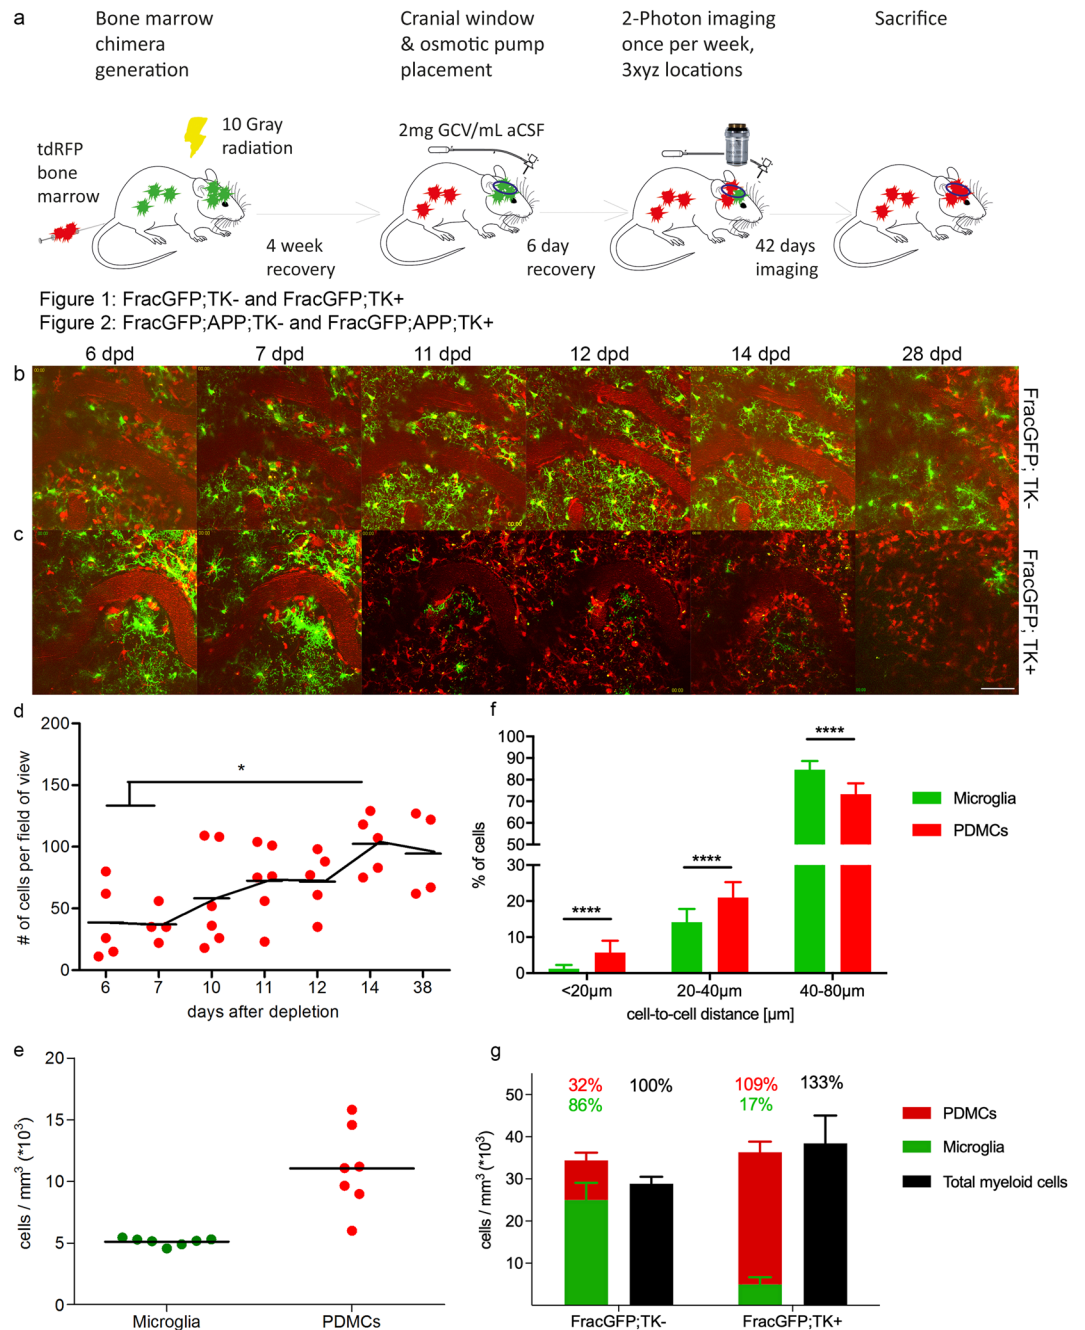 a
Bone marrow
chimera
generation
Cranial window
& osmotic pump
placement
2-Photon imaging
once per week,
3xyz locations
Sacrifice
tdRFP
bone
marrow
10 Gray
radiation
2mg GCV/mL aCSF
4 week
recovery
6 day
recovery
42 days
imaging
Figure 1: FracGFP;TK- and FracGFP;TK+
Figure 2: FracGFP;APP;TK- and FracGFP;APP;TK+
6 dpd 7 dpd 11 dpd 12 dpd 14 dpd 28 dpd
b
FracGFP; TK-
c
FracGFP; TK+
d
200
150
100
50
0
# of cells per field of view
*
6 7 10 11 12 14 38
days after depletion
f
100
90
80
70
60
50
30
20
10
0
% of cells
**** **** ****
<20µm 20-40µm 40-80µm
cell-to-cell distance [µm]
Microglia
PDMCs
e
20
15
10
5
0
cells / mm³ (*10³)
Microglia PDMCs
g
50
40
30
20
10
cells / mm³ (*10³)
32% 100% 109% 133%
86% 17%
FracGFP;TK- FracGFP;TK+
PDMCs
Microglia
Total myeloid cells